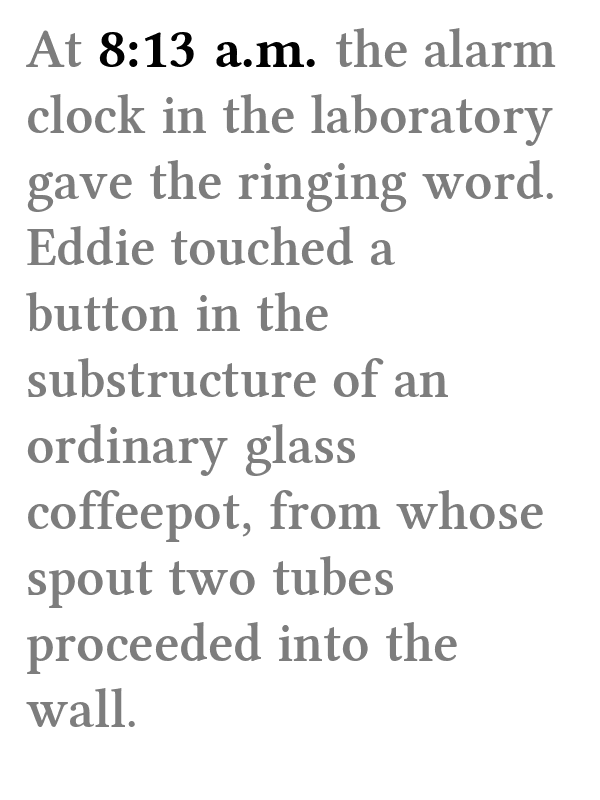 At 8:13 a.m. the alarm
clock in the laboratory
gave the ringing word.
Eddie touched a
button in the
substructure of an
ordinary glass
coffeepot, from whose
spout two tubes
proceeded into the
wall.